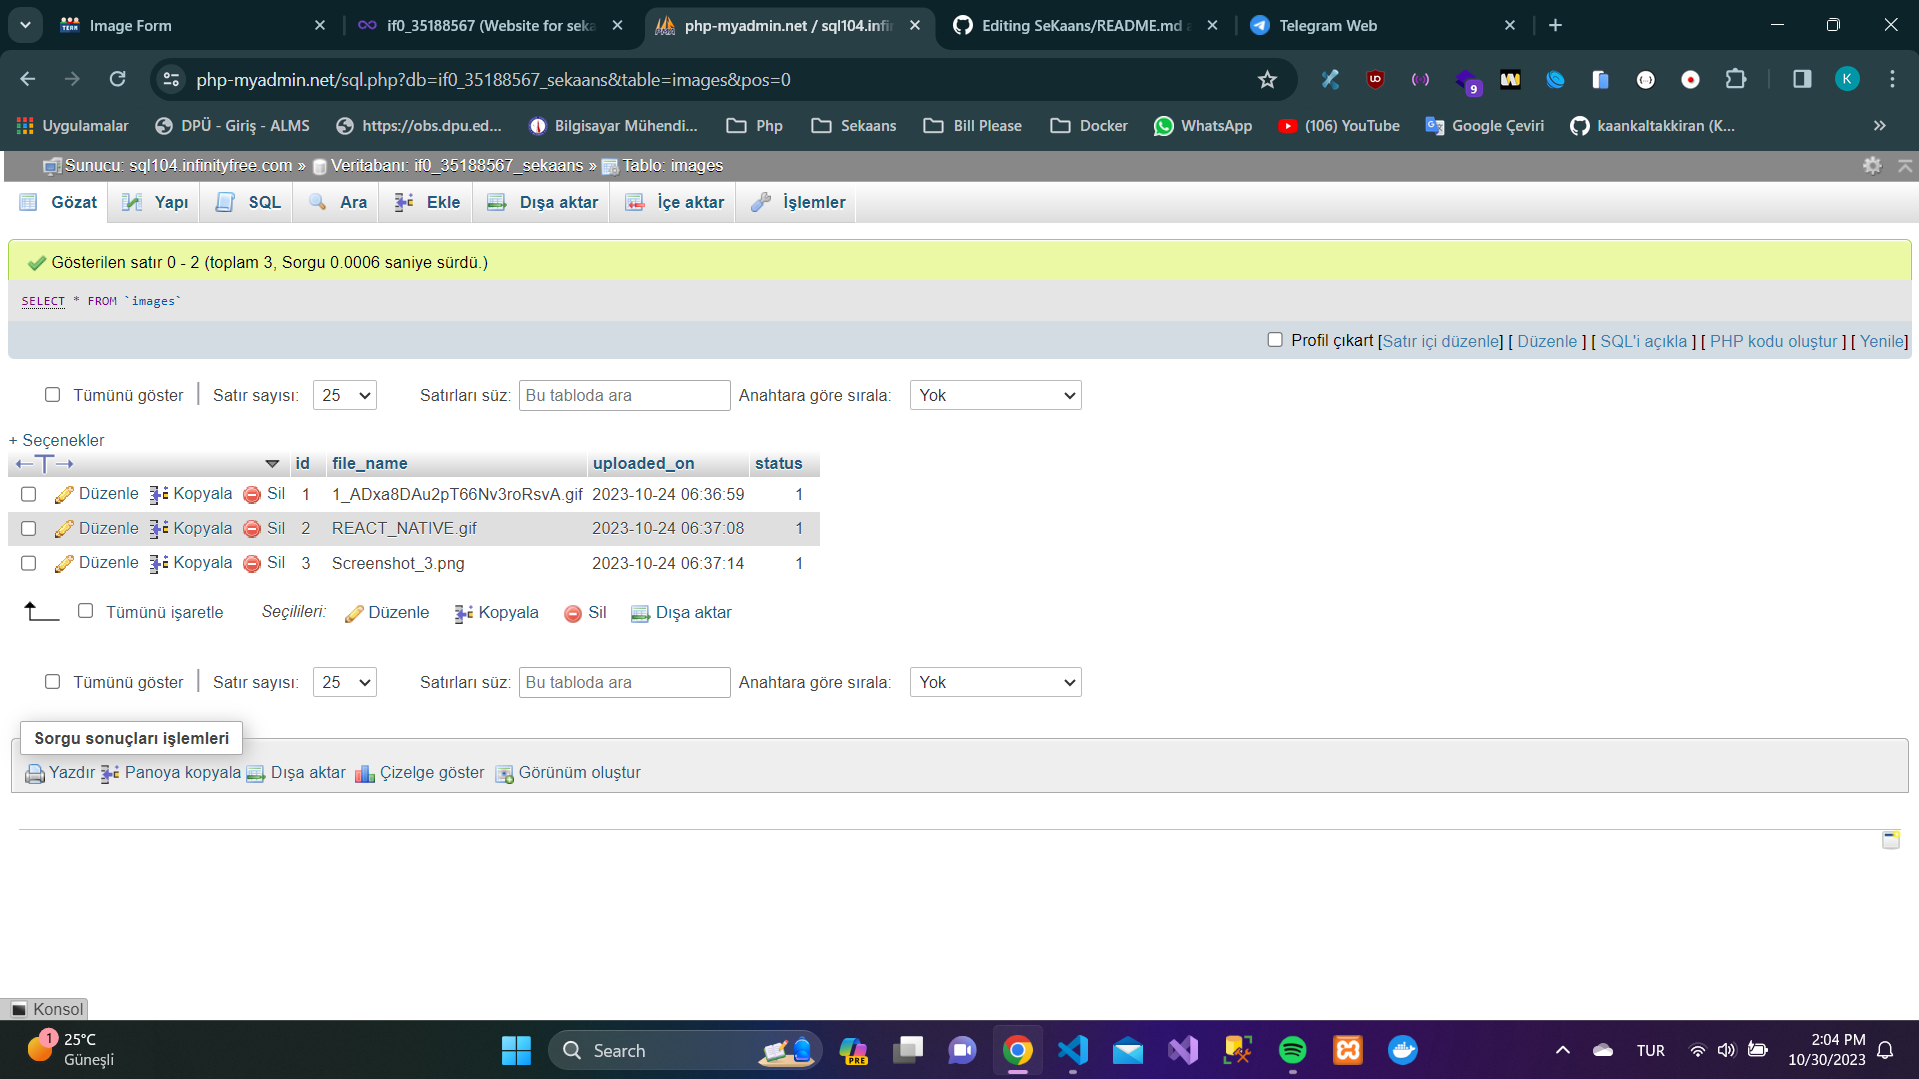 Image Form
if0_35188567 (Website for seka
php-myadmin.net / sql104.infi
Editing SeKaans/README.md a
Telegram Web
php-myadmin.net/sql.php?db=if0_35188567_sekaans&table=images&pos=0
9
K
Uygulamalar
DPÜ - Giriş - ALMS
https://obs.dpu.ed...
Bilgisayar Mühendi...
Php
Sekaans
Bill Please
Docker
WhatsApp
(106) YouTube
Google Çeviri
kaankaltakkiran (K...
»
Sunucu: sql104.infinityfree.com » Veritabanı: if0_35188567_sekaans » Tablo: images
Gözat Yapı SQL Ara Ekle Dışa aktar İçe aktar İşlemler
Gösterilen satır 0 - 2 (toplam 3, Sorgu 0.0006 saniye sürdü.)
SELECT * FROM `images`
Profil çıkart [Satır içi düzenle] [ Düzenle ] [ SQL'i açıkla ] [ PHP kodu oluştur ] [ Yenile]
Tümünü göster | Satır sayısı: 25 Satırları süz: Bu tabloda ara Anahtara göre sırala: Yok
+ Seçenekler
←T→ id file_name uploaded_on status
Düzenle Kopyala Sil 1 1_ADxa8DAu2pT66Nv3roRsvA.gif 2023-10-24 06:36:59 1
Düzenle Kopyala Sil 2 REACT_NATIVE.gif 2023-10-24 06:37:08 1
Düzenle Kopyala Sil 3 Screenshot_3.png 2023-10-24 06:37:14 1
Tümünü işaretle Seçilileri: Düzenle Kopyala Sil Dışa aktar
Tümünü göster | Satır sayısı: 25 Satırları süz: Bu tabloda ara Anahtara göre sırala: Yok
Sorgu sonuçları işlemleri
Yazdır Panoya kopyala Dışa aktar Çizelge göster Görünüm oluştur
Konsol
1
25°C
Güneşli
Search
PRE
TUR
2:04 PM
10/30/2023